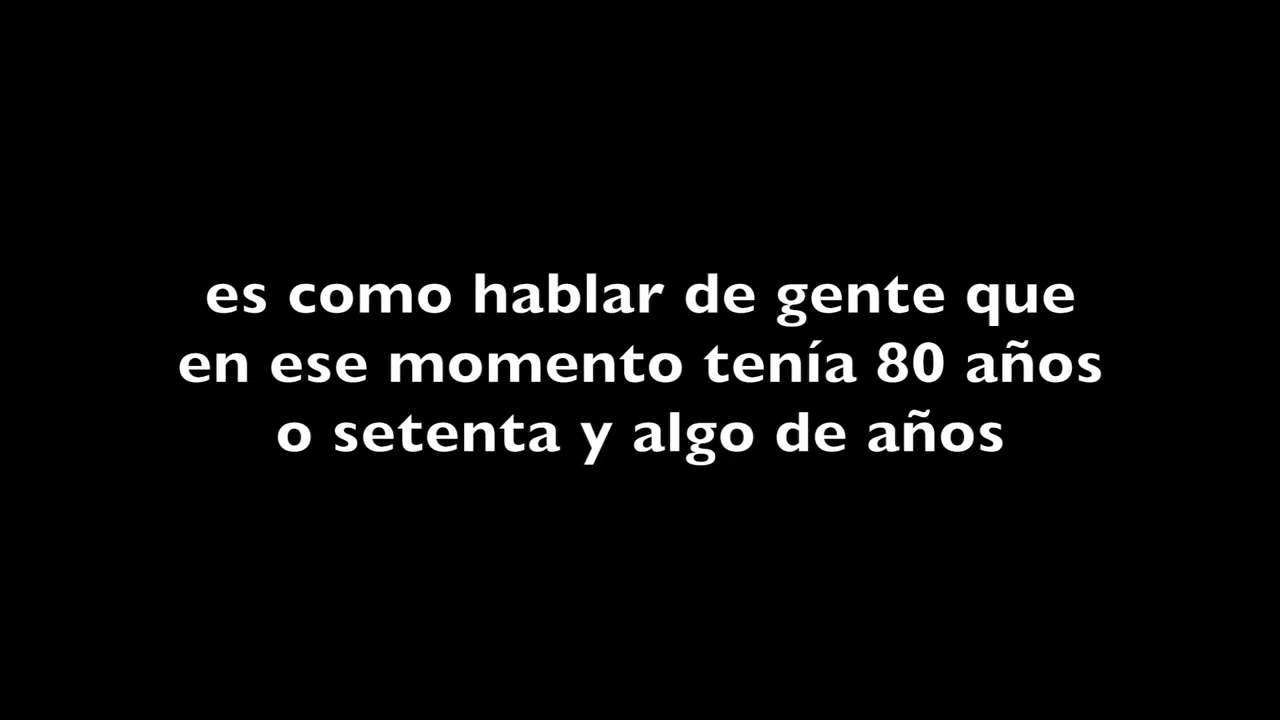 es como hablar de gente que
en ese momento tenía 80 años
o setenta y algo de años